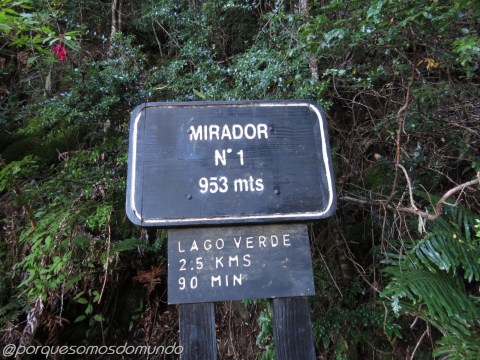 MIRADOR
N°1
953 mts
LAGO VERDE
2.5 KMS
90 MIN
@porquesomosdomundo